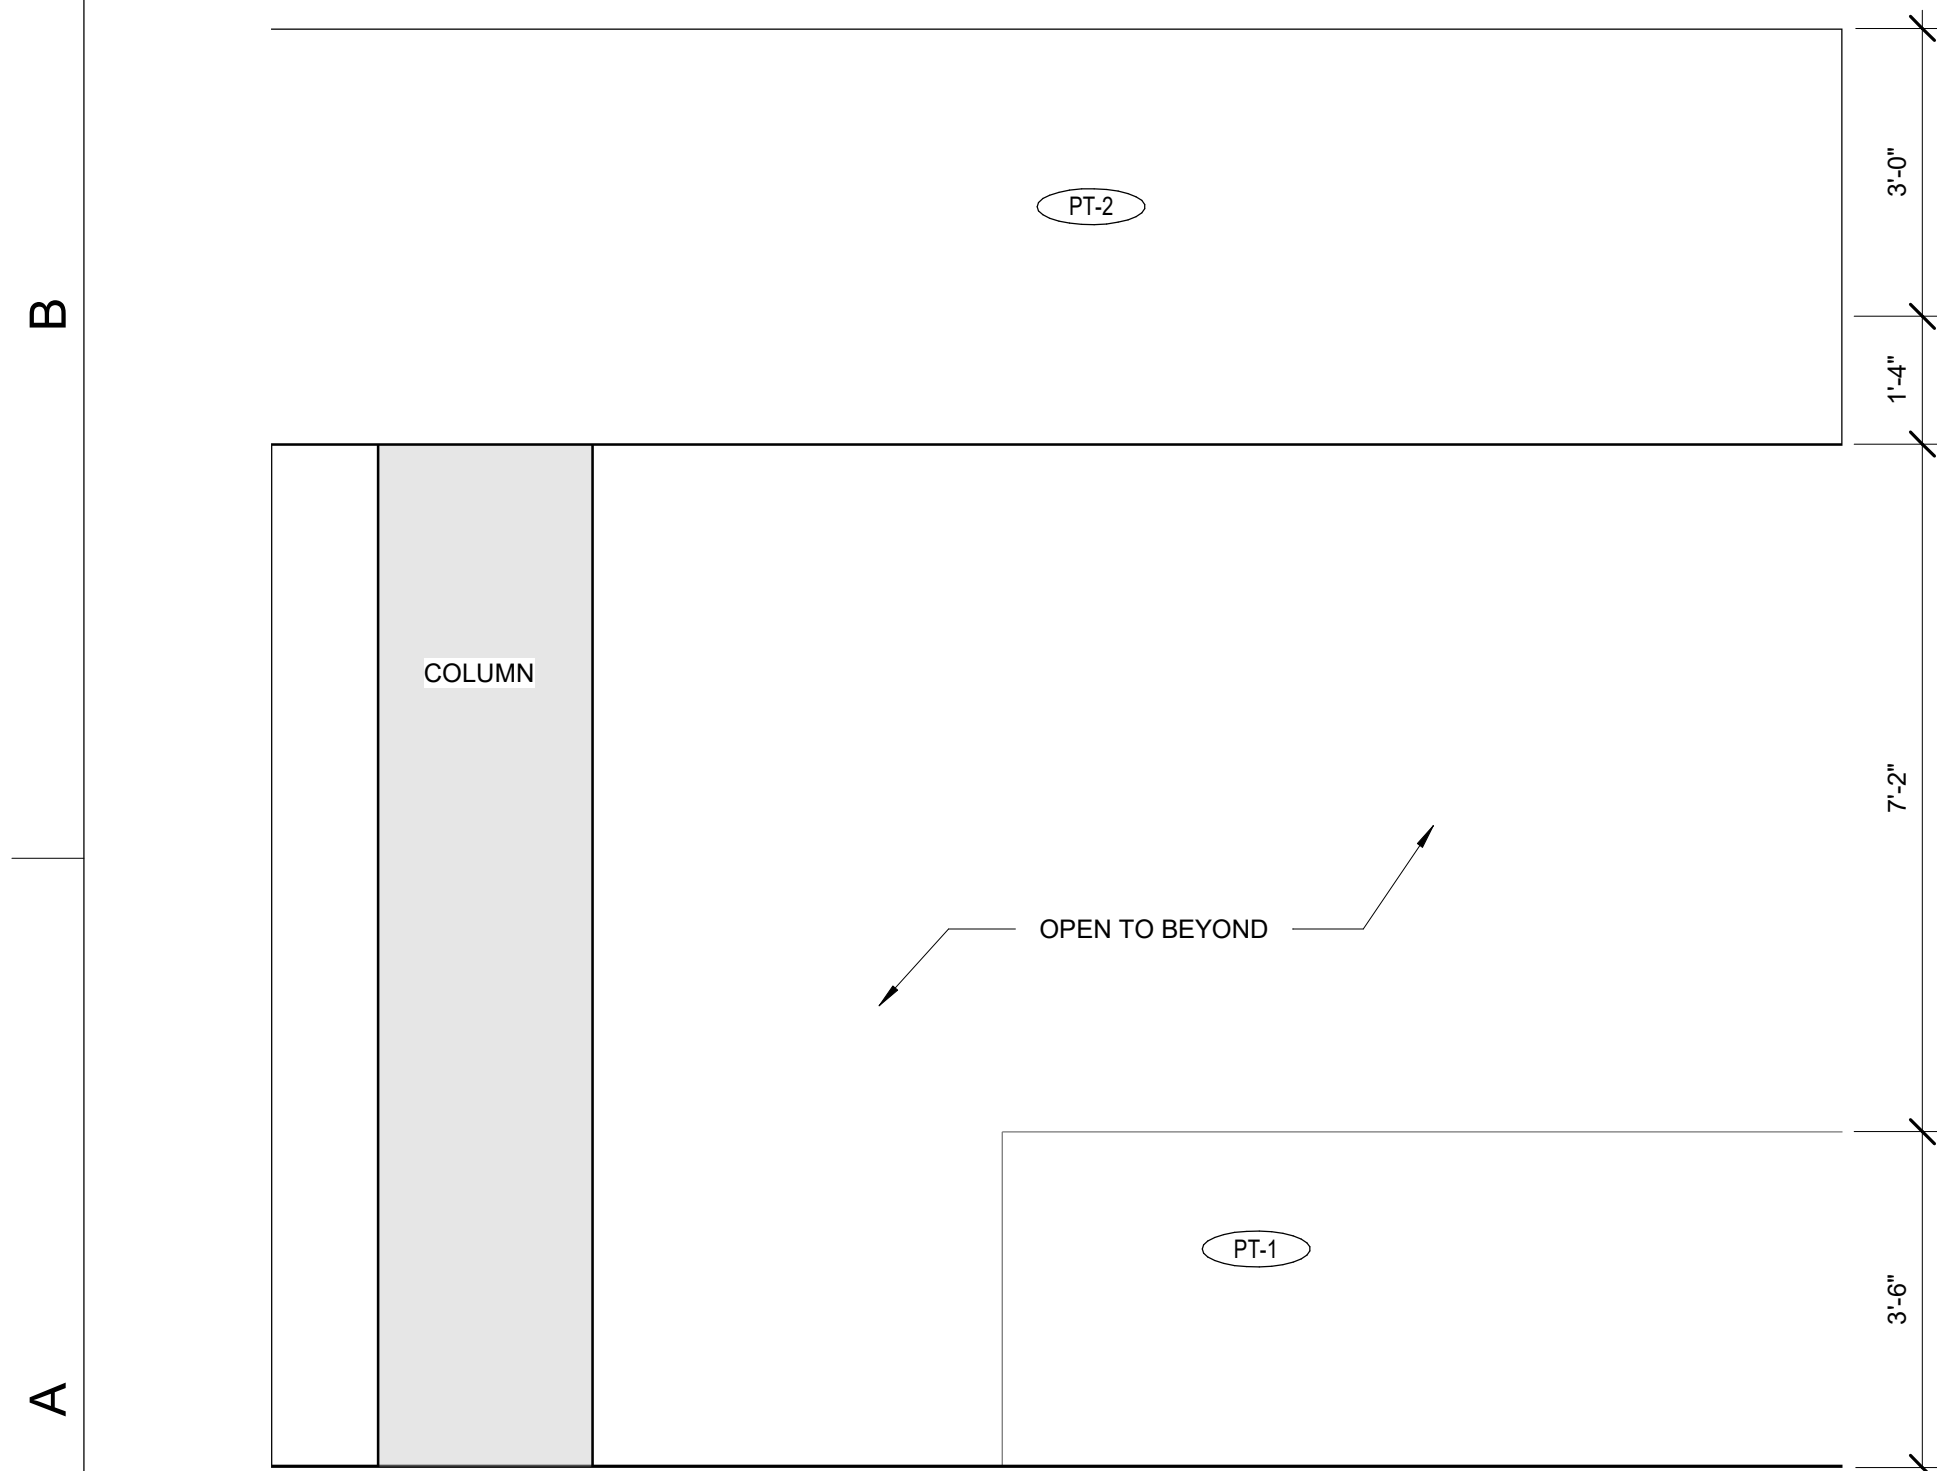 PT-2
3'-0"
B
1'-4"
COLUMN
7'-2"
OPEN TO BEYOND
PT-1
3'-6"
A